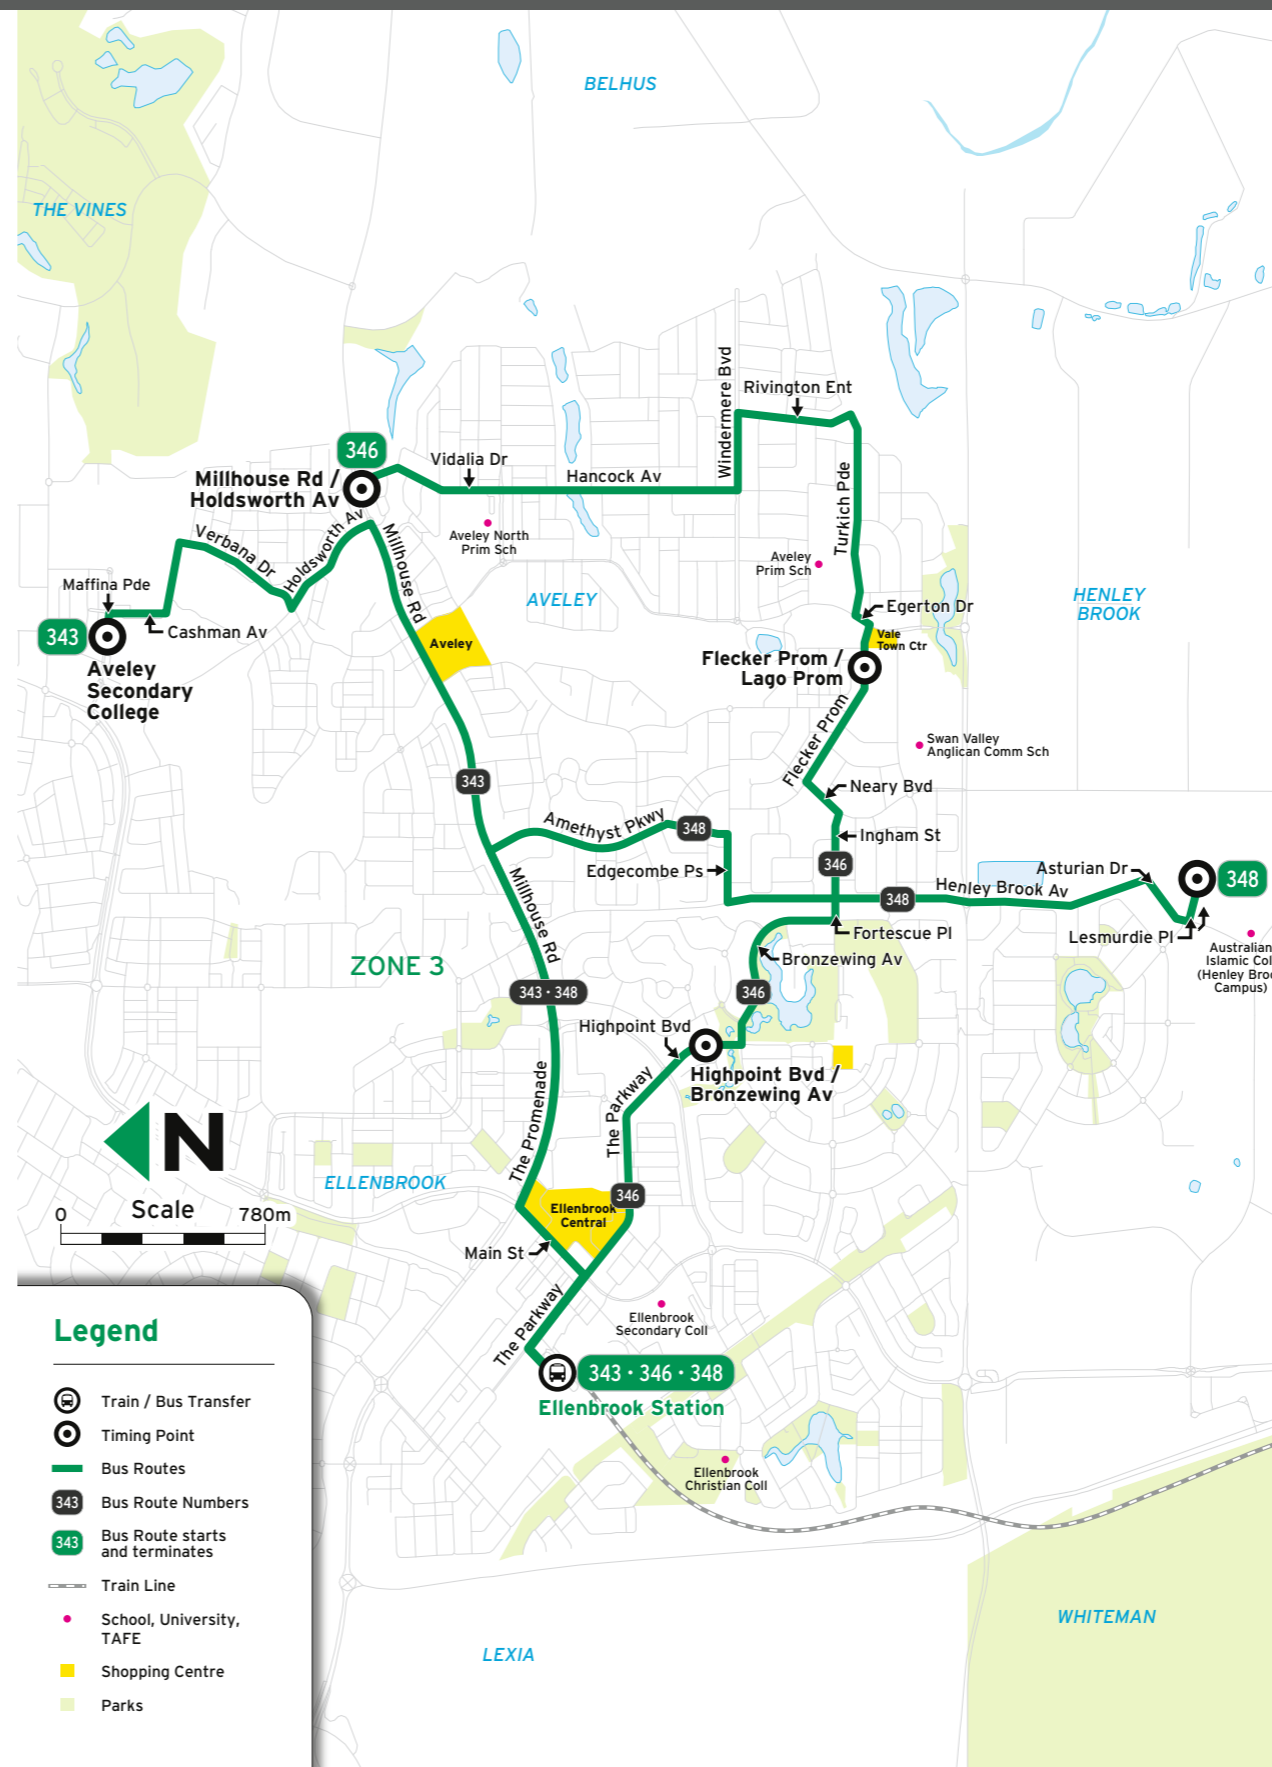 BELHUS
THE VINES
Windermere Bvd
Rivington Ent
346
Millhouse Rd /
Holdsworth Av
Vidalia Dr
Hancock Av
Turkich Pde
Aveley North
Prim Sch
Verbana Dr
Holdsworth Av
Millhouse Rd
Aveley
Prim Sch
Maffina Pde
343
Cashman Av
Aveley
Secondary
College
AVELEY
HENLEY
BROOK
Egerton Dr
Aveley
Vale
Town Ctr
Flecker Prom /
Lago Prom
Flecker Prom
Swan Valley
Anglican Comm Sch
343
Neary Bvd
Amethyst Pkwy
348
Ingham St
Edgecombe Ps
346
Asturian Dr
348
Henley Brook Av
348
Millhouse Rd
Fortescue Pl
Lesmurdie Pl
Australian
Islamic Col
(Henley Broo
Campus)
Bronzewing Av
ZONE 3
343 · 348
346
Highpoint Bvd
Highpoint Bvd /
Bronzewing Av
The Promenade
The Parkway
N
Scale
0
780m
ELLENBROOK
346
Ellenbrook
Central
Main St
The Parkway
Ellenbrook
Secondary Coll
343 · 346 · 348
Ellenbrook Station
Ellenbrook
Christian Coll
WHITEMAN
LEXIA
Legend
Train / Bus Transfer
Timing Point
Bus Routes
343
Bus Route Numbers
343
Bus Route starts
and terminates
Train Line
School, University,
TAFE
Shopping Centre
Parks